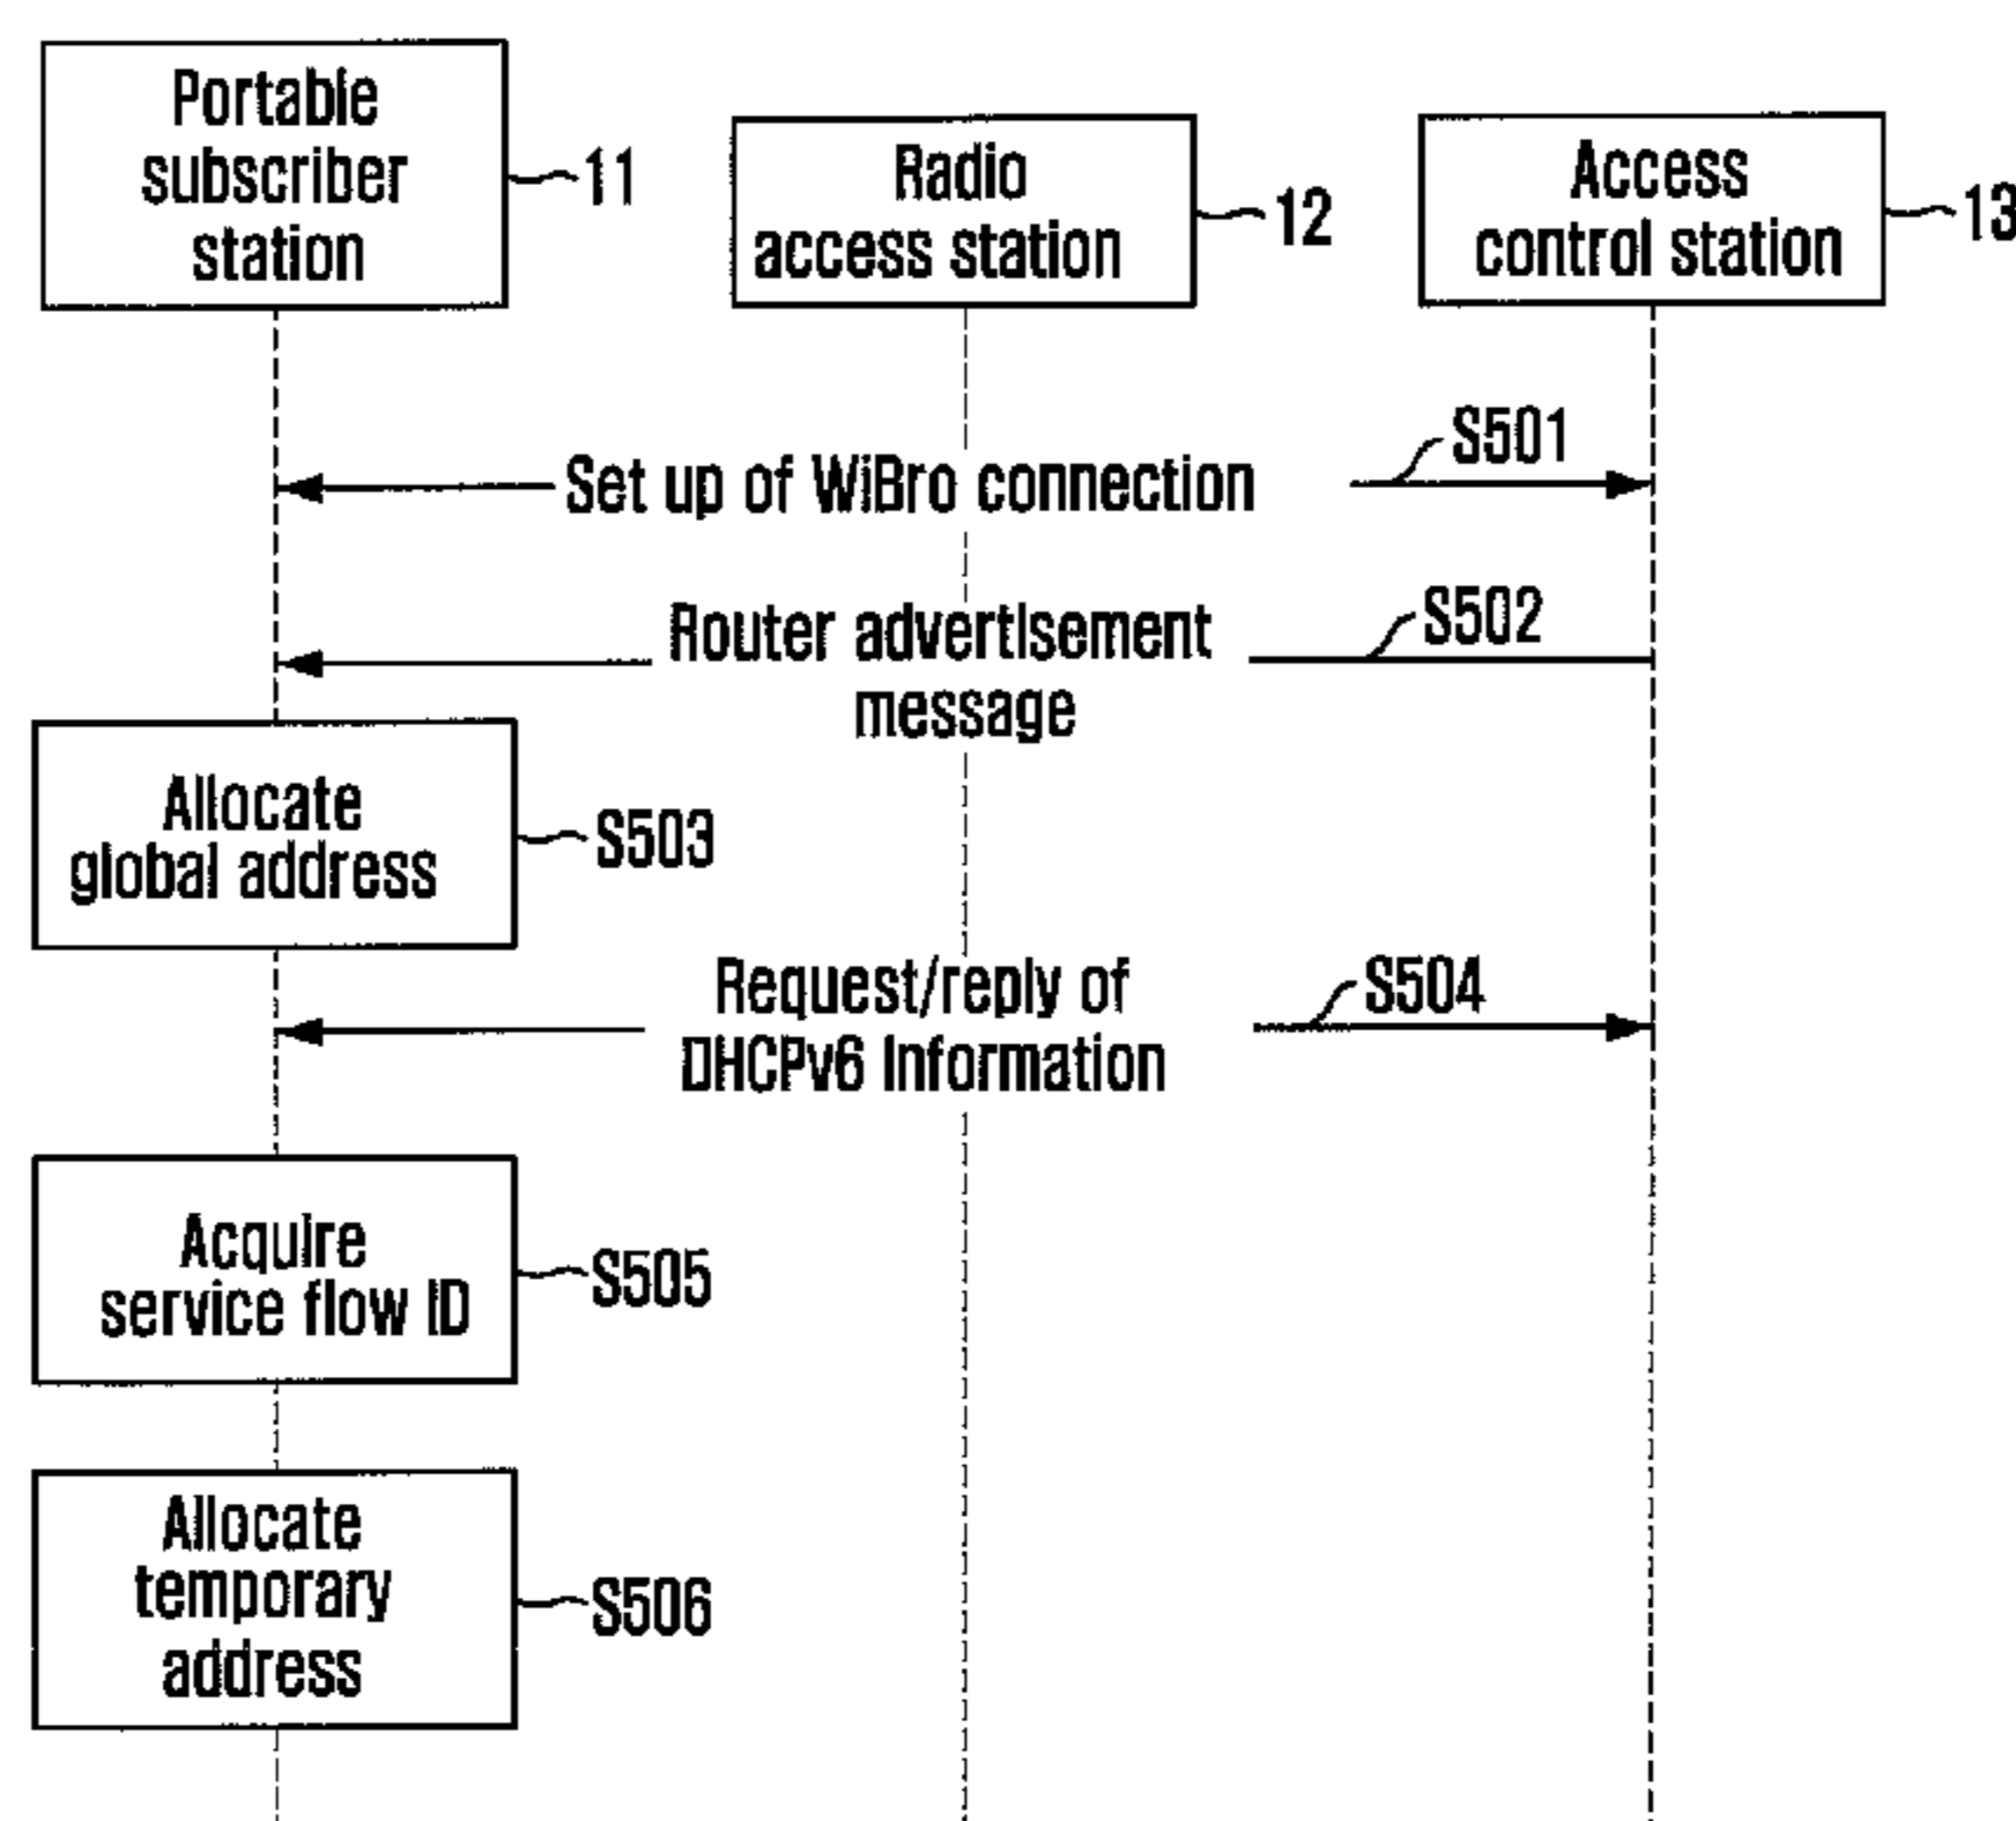 Portable
subscriber
station
11
Radio
access station
12
Access
control station
13
S501
Set up of WiBro connection
S502
Router advertisement
message
Allocate
global address
S503
Request/reply of
DHCPv6 Information
S504
Acquire
service flow ID
S505
Allocate
temporary
address
S506